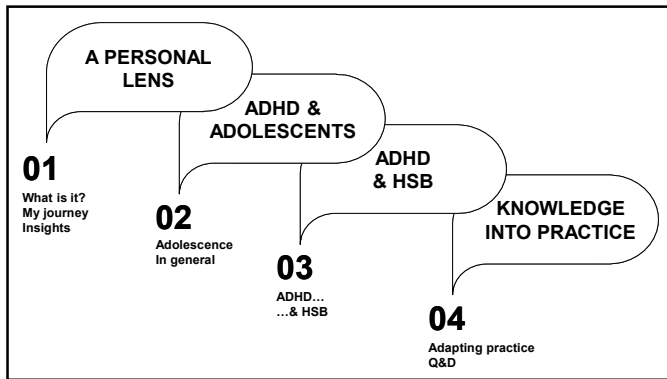 A PERSONAL
LENS
01
What is it?
My journey
Insights
ADHD &
ADOLESCENTS
02
Adolescence
In general
ADHD
& HSB
03
ADHD…
…& HSB
KNOWLEDGE
INTO PRACTICE
04
Adapting practice
Q&D